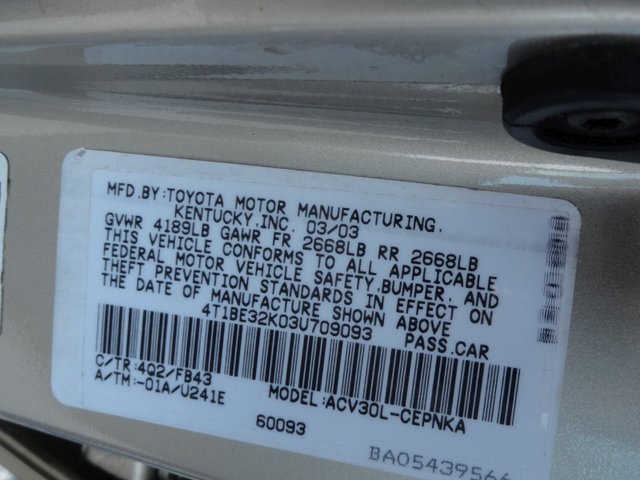 MFD.BY:TOYOTA MOTOR MANUFACTURING,
KENTUCKY,INC. 03/03
GVWR 4189LB GAWR FR 2668LB RR 2668LB
THIS VEHICLE CONFORMS TO ALL APPLICABLE
FEDERAL MOTOR VEHICLE SAFETY,BUMPER, AND
THEFT PREVENTION STANDARDS IN EFFECT ON
THE DATE OF MANUFACTURE SHOWN ABOVE
4T1BE32K03U709093 PASS.CAR
C/TR:4Q2/FB43
A/TM:-01A/U241E MODEL:ACV30L-CEPNKA
60093
BA05439566